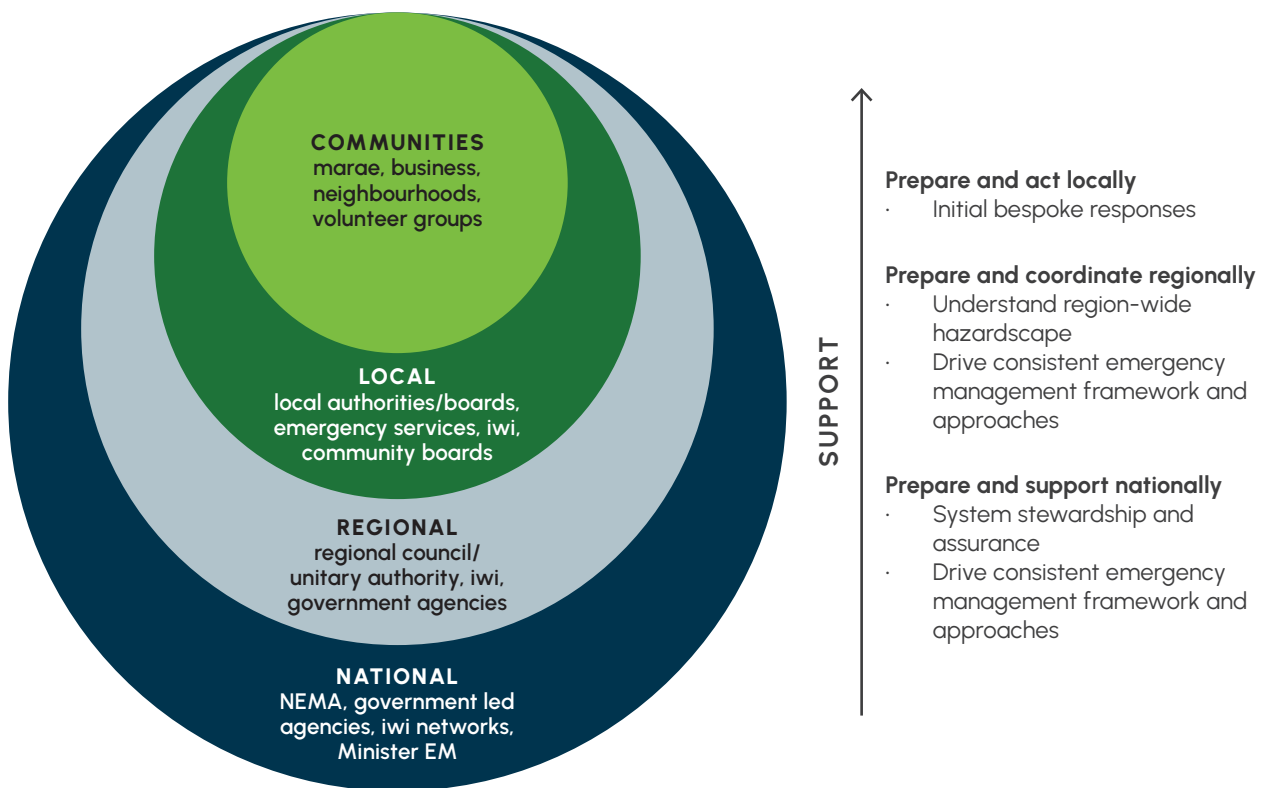 COMMUNITIES
marae, business,
neighbourhoods,
volunteer groups
LOCAL
local authorities/boards,
emergency services, iwi,
community boards
REGIONAL
regional council/
unitary authority, iwi,
government agencies
NATIONAL
NEMA, government led
agencies, iwi networks,
Minister EM
SUPPORT
Prepare and act locally
· Initial bespoke responses
Prepare and coordinate regionally
· Understand region-wide
hazardscape
· Drive consistent emergency
management framework and
approaches
Prepare and support nationally
· System stewardship and
assurance
· Drive consistent emergency
management framework and
approaches